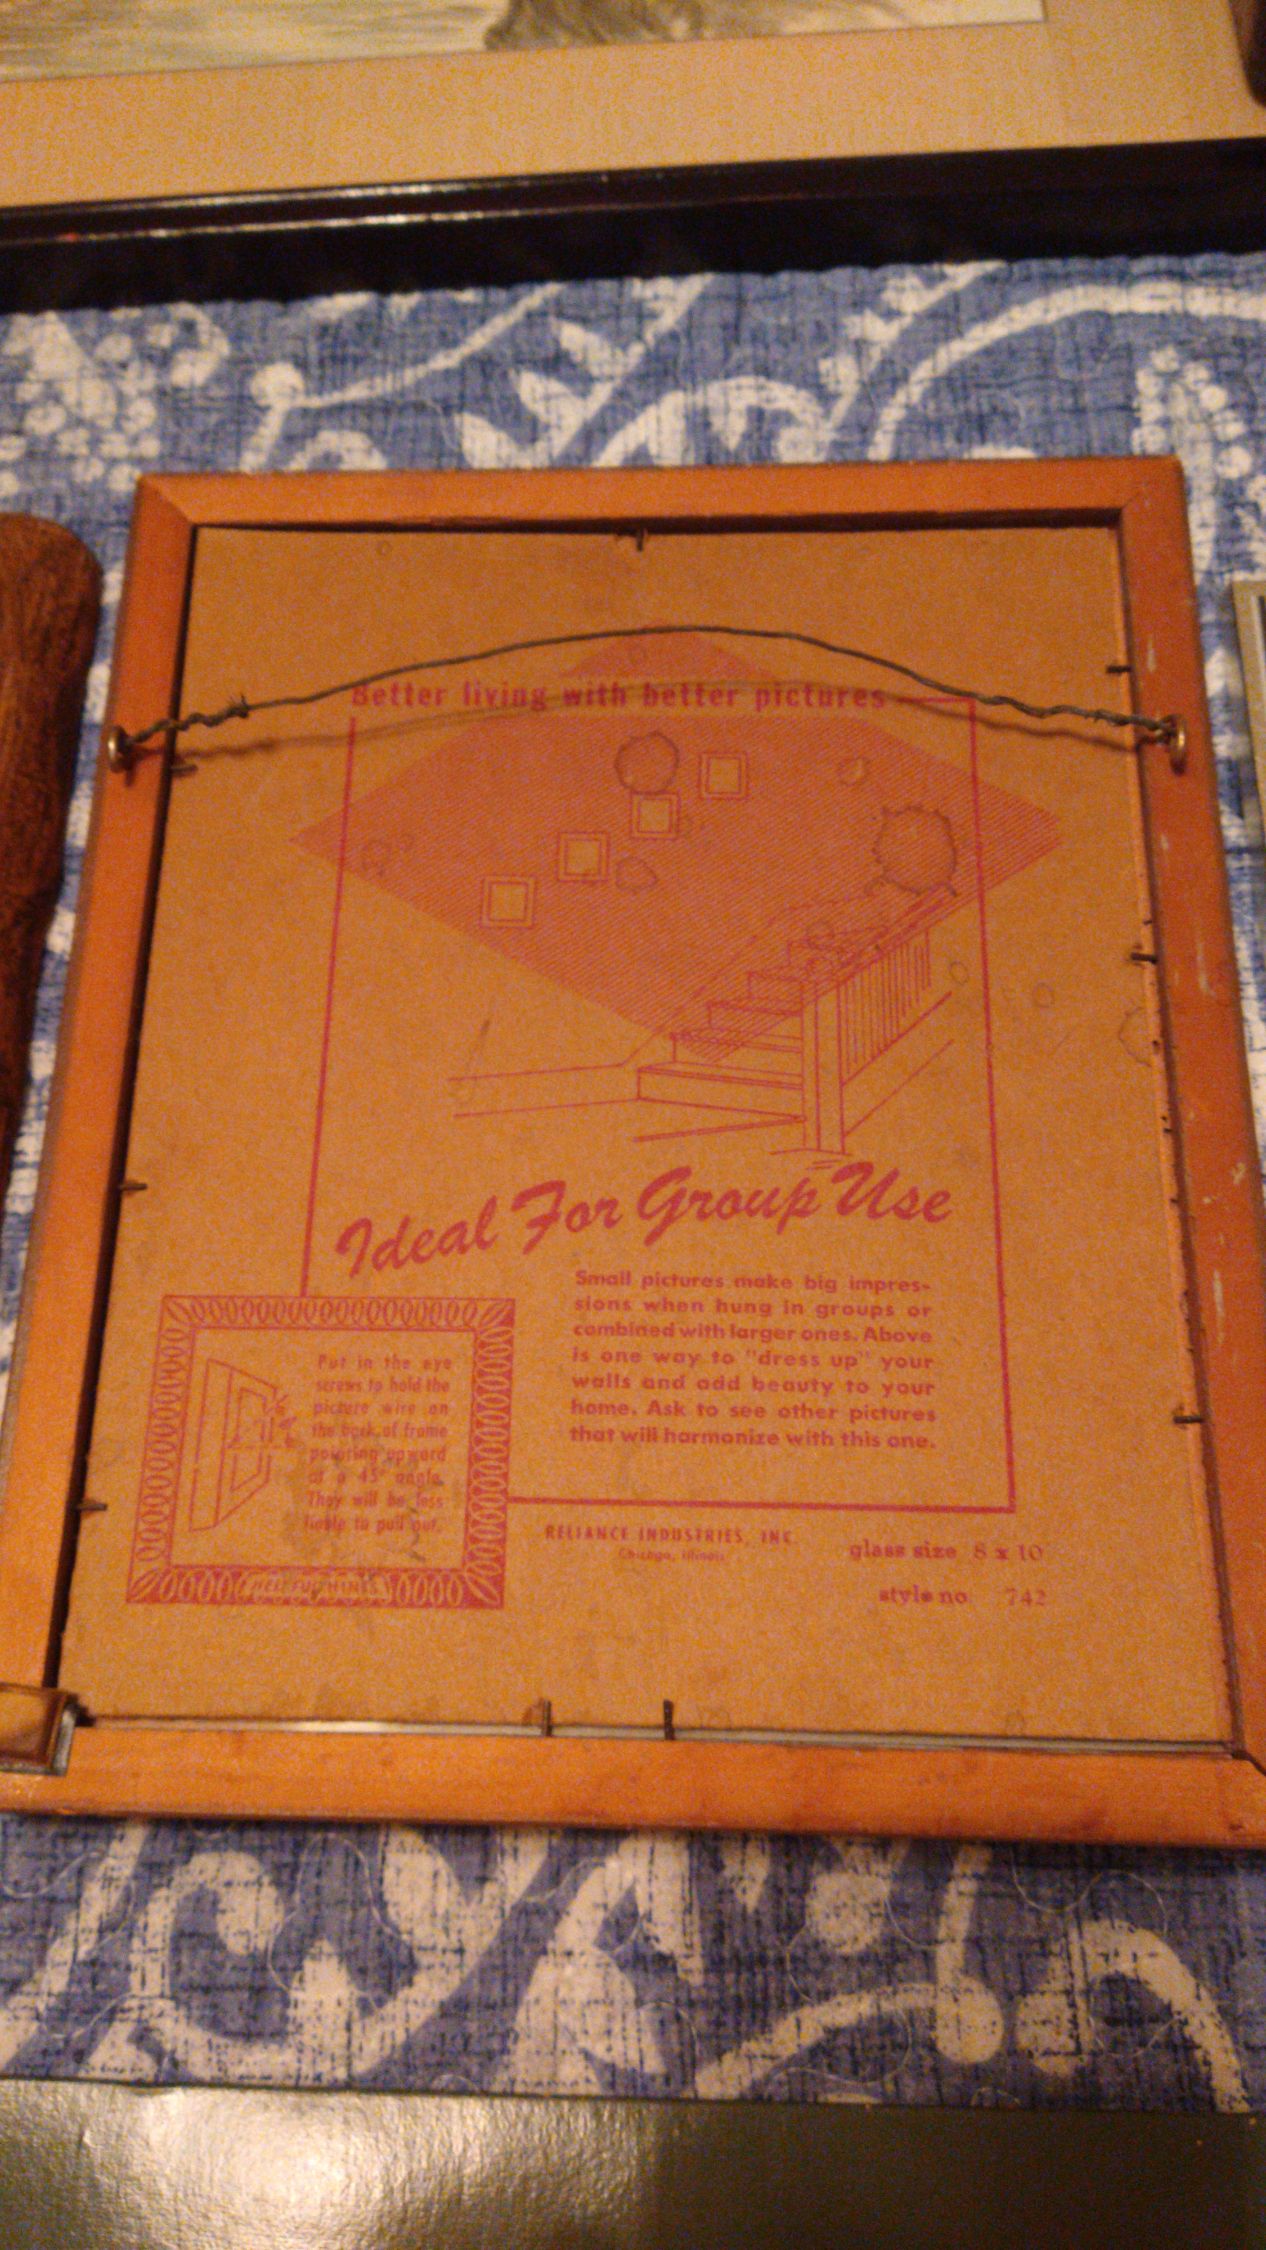 Better living with better pictures
Ideal For Group Use
Small pictures make big impres-
sions when hung in groups or
combined with larger ones. Above
is one way to "dress up" your
walls and add beauty to your
home. Ask to see other pictures
that will harmonize with this one.
Put in the eye
screws to hold the
picture wire on
the back of frame
pointing upward
at a 45° angle.
They will be less
liable to pull out.
RELIANCE INDUSTRIES, INC.
Chicago, Illinois
glass size 8 x 10
style no 742